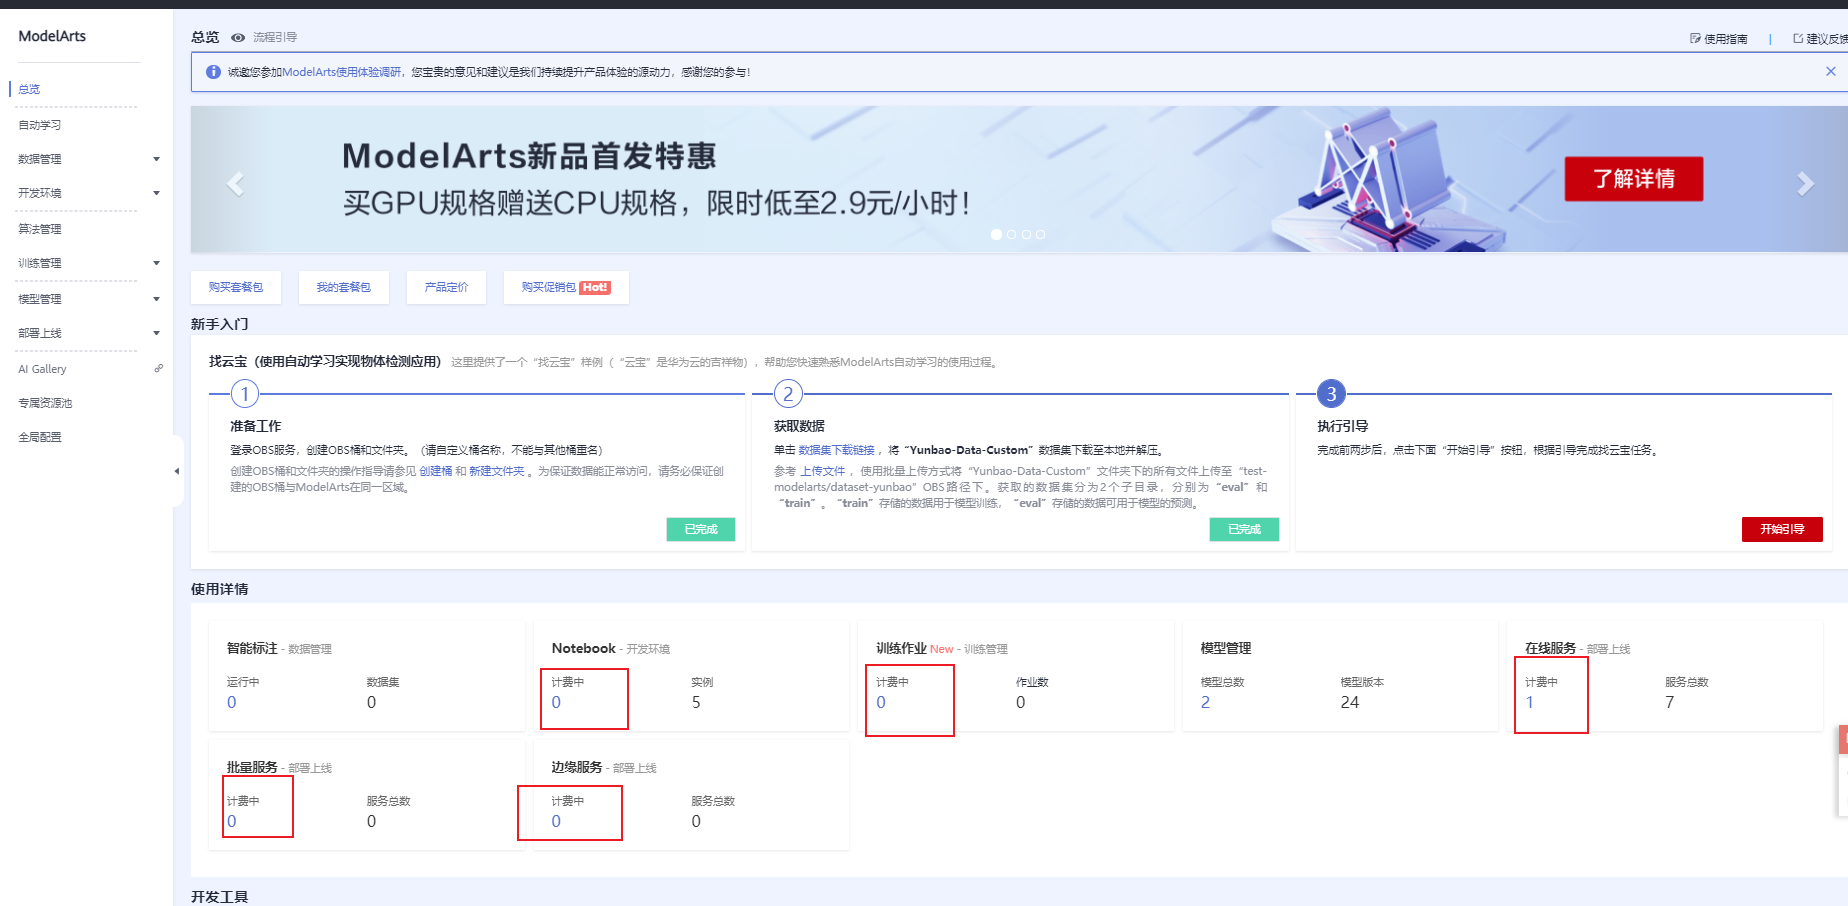 ModelArts
总览
自动学习
数据管理
开发环境
算法管理
训练管理
模型管理
部署上线
AI Gallery
专属资源池
全局配置
总览 流程引导
使用指南 | 建议反馈
诚邀您参加ModelArts使用体验调研，您宝贵的意见和建议是我们持续提升产品体验的源动力，感谢您的参与！
ModelArts新品首发特惠
买GPU规格赠送CPU规格，限时低至2.9元/小时！
了解详情
购买套餐包 我的套餐包 产品定价 购买促销包 Hot!
新手入门
找云宝（使用自动学习实现物体检测应用） 这里提供了一个“找云宝”样例（“云宝”是华为云的吉祥物），帮助您快速熟悉ModelArts自动学习的使用过程。
1
准备工作
登录OBS服务，创建OBS桶和文件夹。（请自定义桶名称，不能与其他桶重名）
创建OBS桶和文件夹的操作指导请参见 创建桶 和 新建文件夹 。为保证数据能正常访问，请务必保证创
建的OBS桶与ModelArts在同一区域。
已完成
2
获取数据
单击 数据集下载链接 ，将“Yunbao-Data-Custom”数据集下载至本地并解压。
参考 上传文件 ，使用批量上传方式将“Yunbao-Data-Custom”文件夹下的所有文件上传至“test-
modelarts/dataset-yunbao”OBS路径下。获取的数据集分为2个子目录，分别为“eval”和
“train”。“train”存储的数据用于模型训练，“eval”存储的数据可用于模型的预测。
已完成
3
执行引导
完成前两步后，点击下面“开始引导”按钮，根据引导完成找云宝任务。
开始引导
使用详情
智能标注 - 数据管理
运行中 数据集
0 0
Notebook - 开发环境
计费中 实例
0 5
训练作业 New - 训练管理
计费中 作业数
0 0
模型管理
模型总数 模型版本
2 24
在线服务 - 部署上线
计费中 服务总数
1 7
批量服务 - 部署上线
计费中 服务总数
0 0
边缘服务 - 部署上线
计费中 服务总数
0 0
开发工具